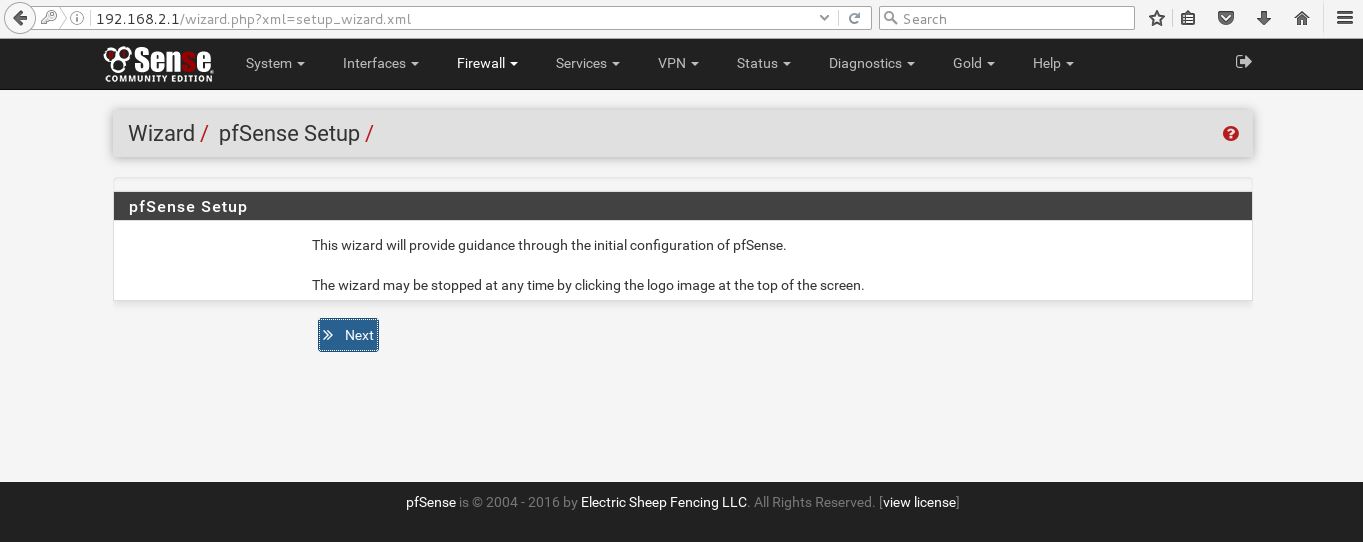 192.168.2.1/wizard.php?xml=setup_wizard.xml
Search
Sense
COMMUNITY EDITION
System Interfaces Firewall Services VPN Status Diagnostics Gold Help
Wizard / pfSense Setup /
pfSense Setup
This wizard will provide guidance through the initial configuration of pfSense.
The wizard may be stopped at any time by clicking the logo image at the top of the screen.
Next
pfSense is © 2004 - 2016 by Electric Sheep Fencing LLC. All Rights Reserved. [view license]